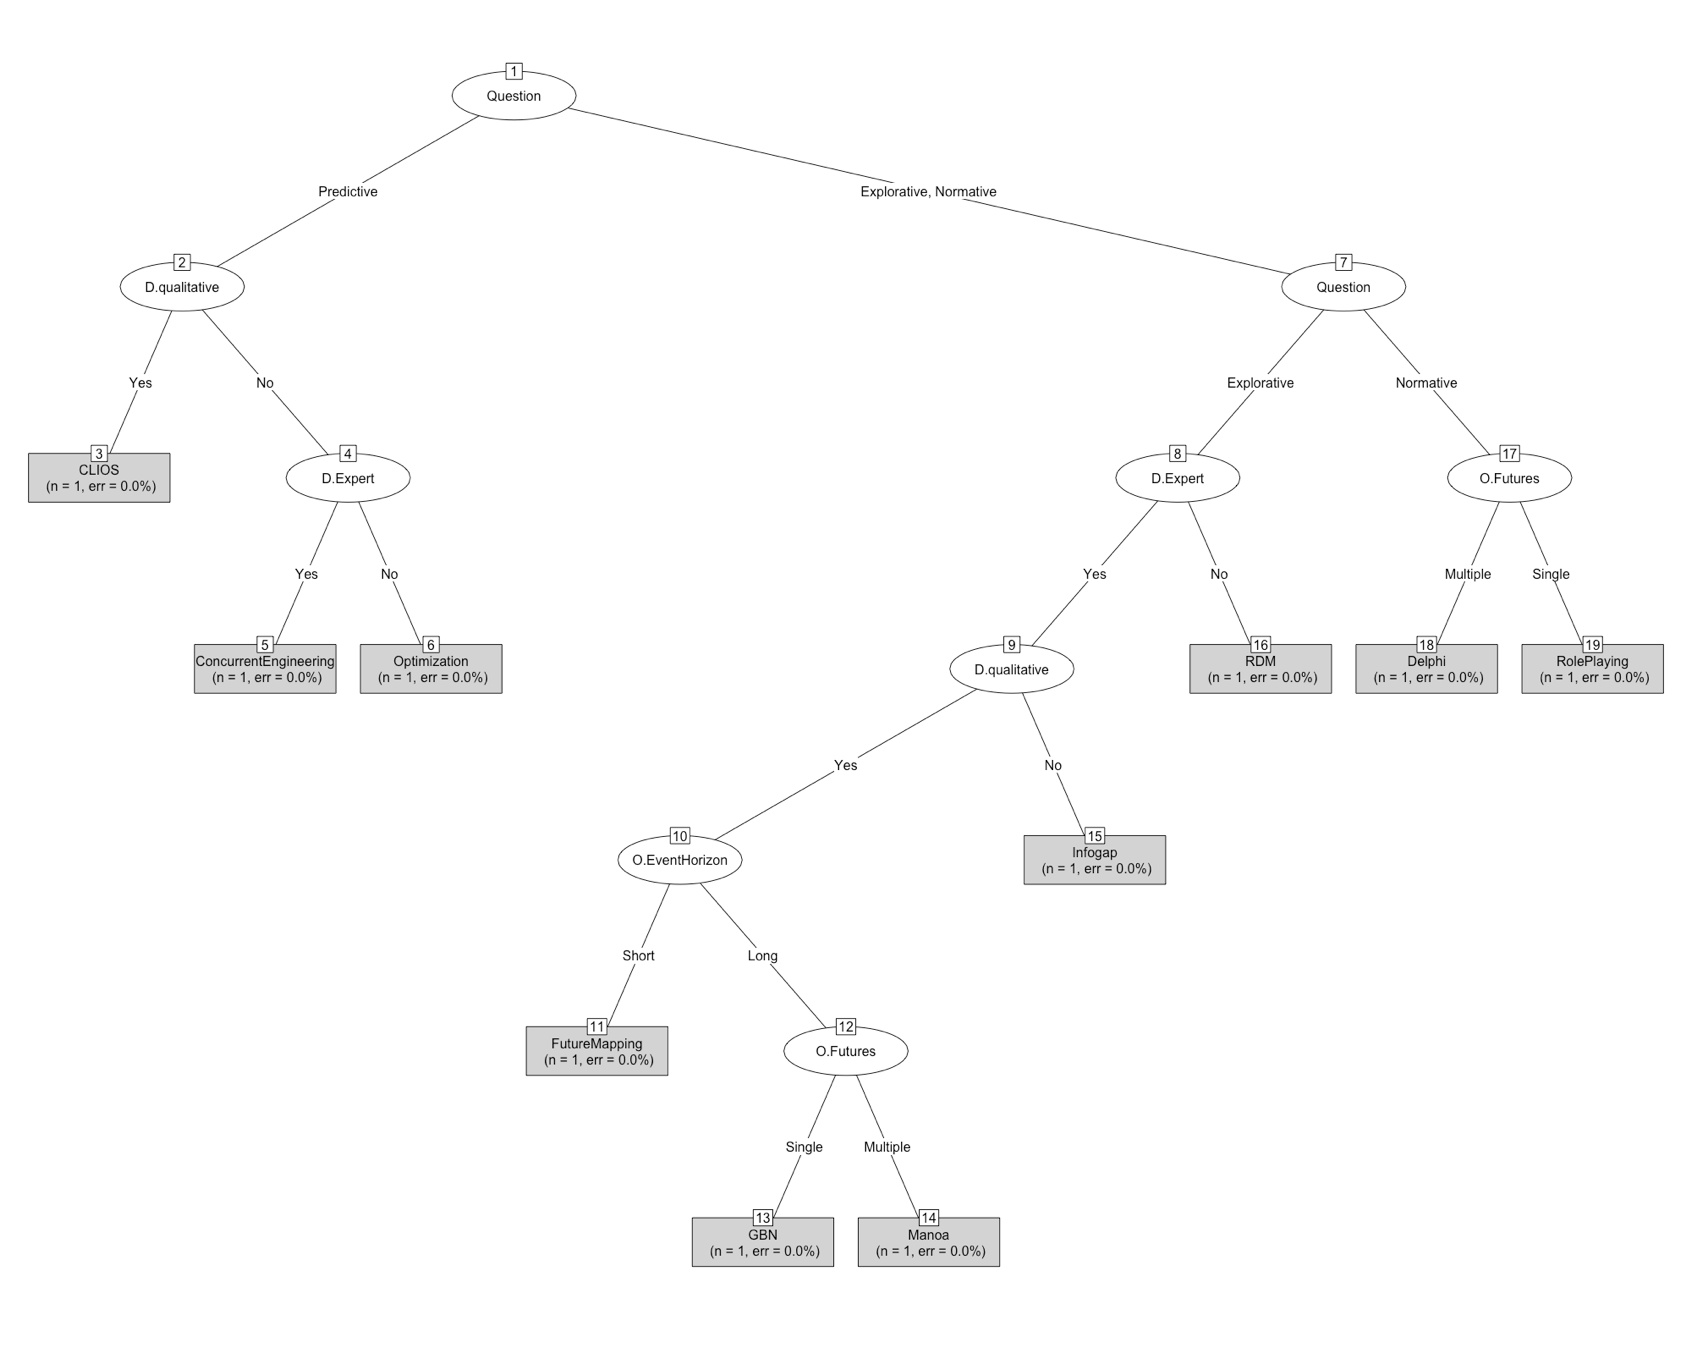 1
Question
Predictive
Explorative, Normative
2
D.qualitative
7
Question
Yes
No
Explorative
Normative
3
CLIOS
(n = 1, err = 0.0%)
4
D.Expert
8
D.Expert
17
O.Futures
Yes
No
Yes
No
Multiple
Single
5
ConcurrentEngineering
(n = 1, err = 0.0%)
6
Optimization
(n = 1, err = 0.0%)
9
D.qualitative
16
RDM
(n = 1, err = 0.0%)
18
Delphi
(n = 1, err = 0.0%)
19
RolePlaying
(n = 1, err = 0.0%)
Yes
No
10
O.EventHorizon
15
Infogap
(n = 1, err = 0.0%)
Short
Long
11
FutureMapping
(n = 1, err = 0.0%)
12
O.Futures
Single
Multiple
13
GBN
(n = 1, err = 0.0%)
14
Manoa
(n = 1, err = 0.0%)